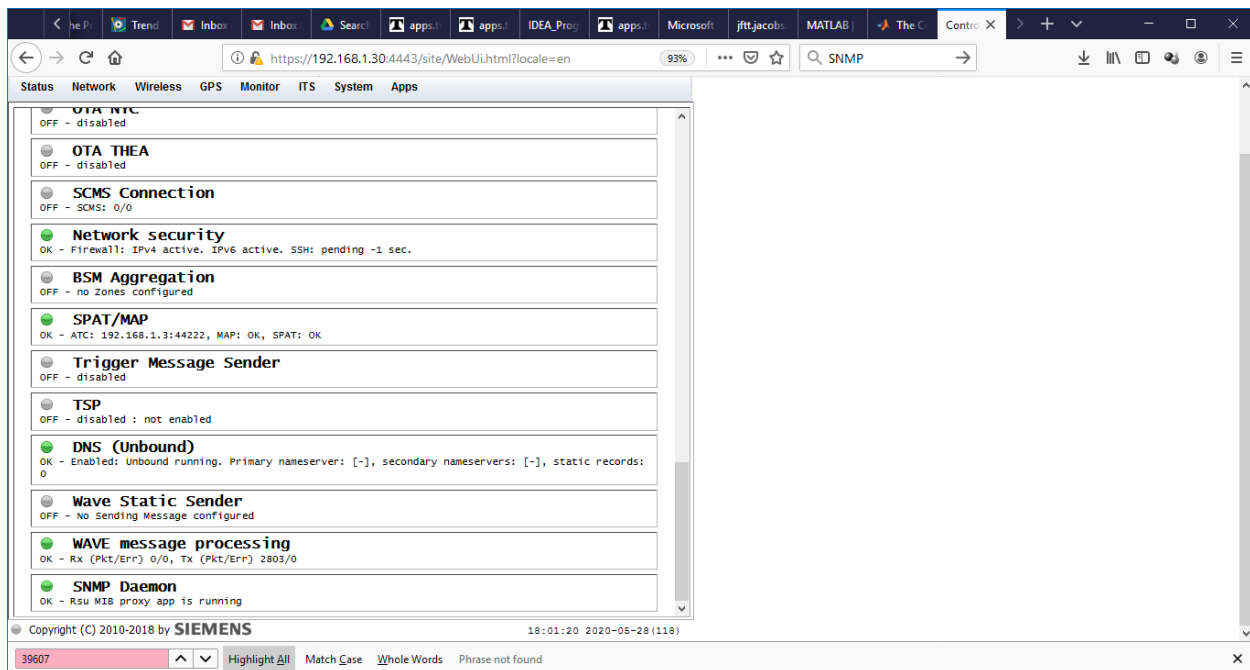 he P Trend Inbox Inbox Search apps.t apps.t IDEA_Prog apps.t Microsoft jftt.jacobs. MATLAB | The C Contro
https://192.168.1.30:4443/site/WebUi.html?locale=en 93% SNMP
Status Network Wireless GPS Monitor ITS System Apps
OTA NYC
OFF - disabled
OTA THEA
OFF - disabled
SCMS Connection
OFF - SCMS: 0/0
Network security
OK - Firewall: IPv4 active. IPv6 active. SSH: pending -1 sec.
BSM Aggregation
OFF - no Zones configured
SPAT/MAP
OK - ATC: 192.168.1.3:44222, MAP: OK, SPAT: OK
Trigger Message Sender
OFF - disabled
TSP
OFF - disabled : not enabled
DNS (Unbound)
OK - Enabled: Unbound running. Primary nameserver: [-], secondary nameservers: [-], static records:
0
Wave Static Sender
OFF - No Sending Message configured
WAVE message processing
OK - Rx (Pkt/Err) 0/0, Tx (Pkt/Err) 2803/0
SNMP Daemon
OK - Rsu MIB proxy app is running
Copyright (C) 2010-2018 by SIEMENS 18:01:20 2020-05-28(118)
39607 Highlight All Match Case Whole Words Phrase not found